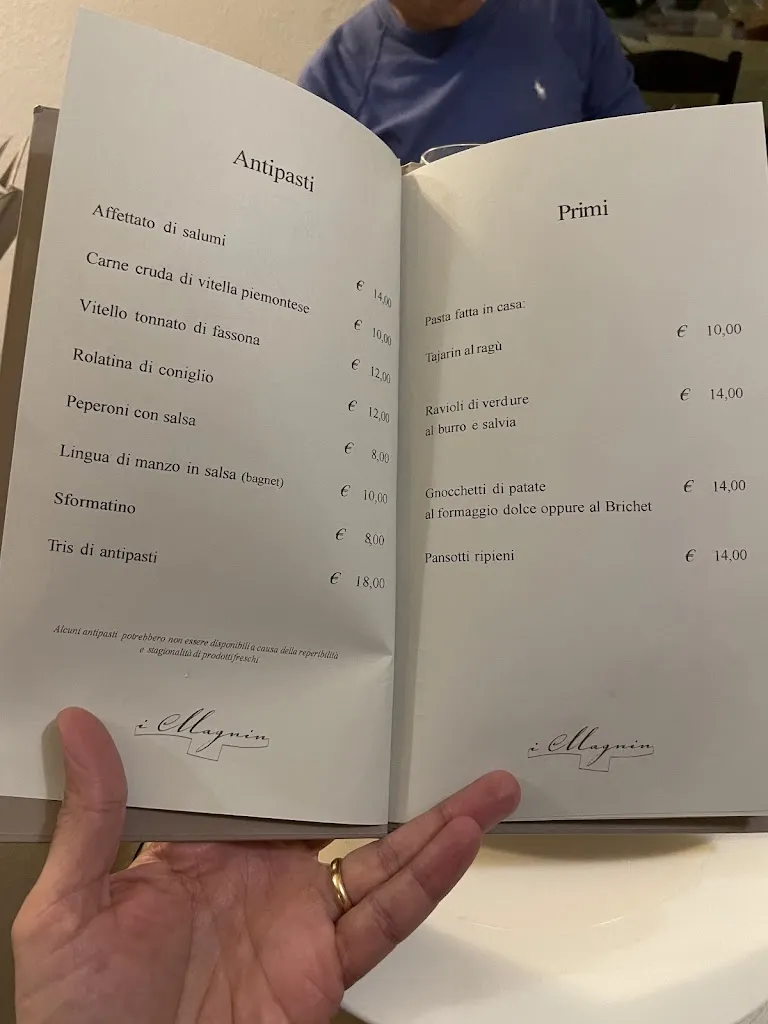 Antipasti
Affettato di salumi € 14,00
Carne cruda di vitella piemontese € 10,00
Vitello tonnato di fassona € 12,00
Rolatina di coniglio € 12,00
Peperoni con salsa € 8,00
Lingua di manzo in salsa (bagnet) € 10,00
Sformatino € 8,00
Tris di antipasti € 18,00
Alcuni antipasti potrebbero non essere disponibili a causa della reperibilità
e stagionalità di prodotti freschi
i Magnin
Primi
Pasta fatta in casa:
Tajarin al ragù € 10,00
Ravioli di verdure € 14,00
al burro e salvia
Gnocchetti di patate € 14,00
al formaggio dolce oppure al Brichet
Pansotti ripieni € 14,00
i Magnin